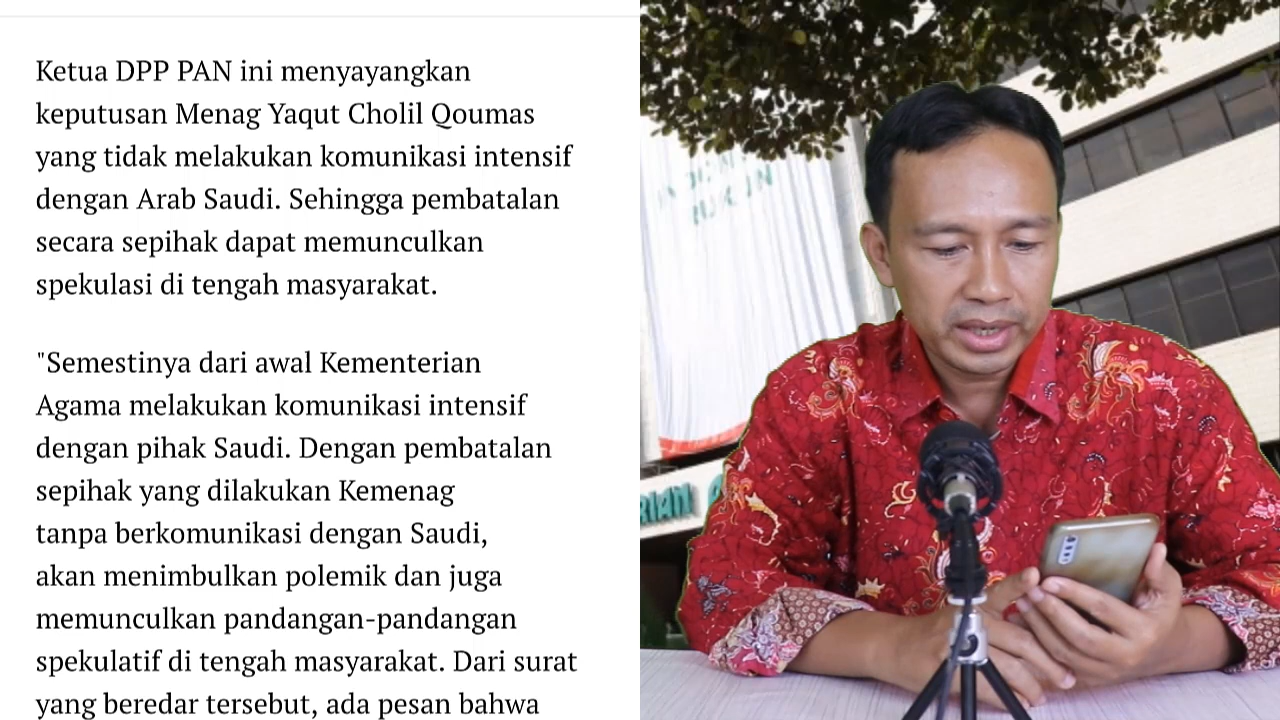 Ketua DPP PAN ini menyayangkan
keputusan Menag Yaqut Cholil Qoumas
yang tidak melakukan komunikasi intensif
dengan Arab Saudi. Sehingga pembatalan
secara sepihak dapat memunculkan
spekulasi di tengah masyarakat.
"Semestinya dari awal Kementerian
Agama melakukan komunikasi intensif
dengan pihak Saudi. Dengan pembatalan
sepihak yang dilakukan Kemenag
tanpa berkomunikasi dengan Saudi,
akan menimbulkan polemik dan juga
memunculkan pandangan-pandangan
spekulatif di tengah masyarakat. Dari surat
yang beredar tersebut, ada pesan bahwa